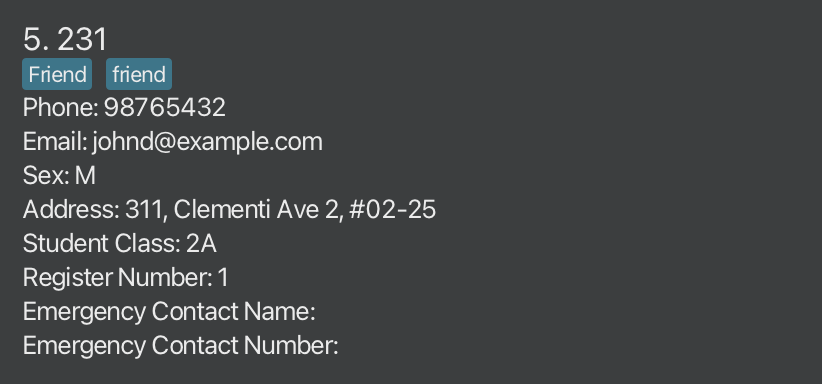 5. 231
Friend friend
Phone: 98765432
Email: johnd@example.com
Sex: M
Address: 311, Clementi Ave 2, #02-25
Student Class: 2A
Register Number: 1
Emergency Contact Name:
Emergency Contact Number: